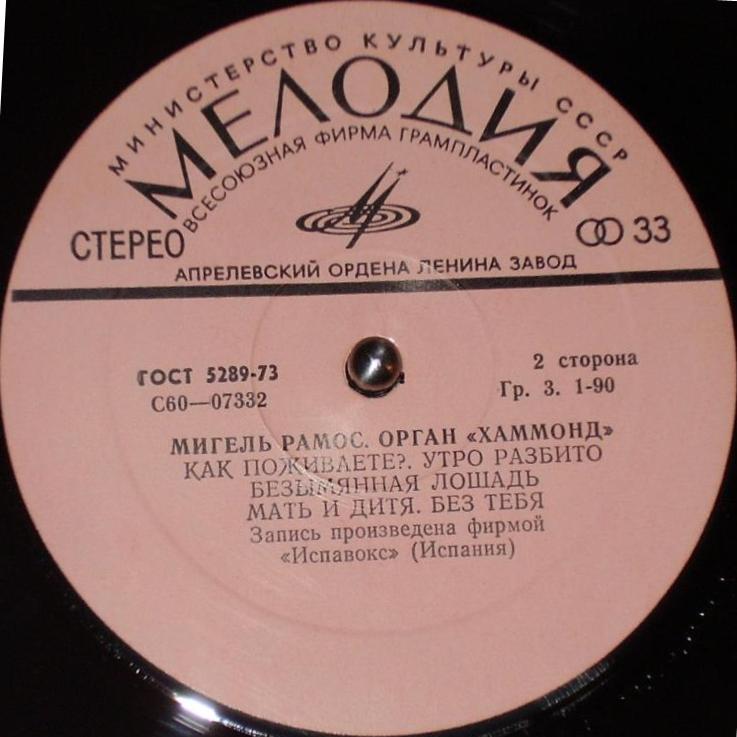 МИНИСТЕРСТВО КУЛЬТУРЫ СССР
МЕЛОДИЯ
ВСЕСОЮЗНАЯ ФИРМА ГРАМПЛАСТИНОК
СТЕРЕО
33
АПРЕЛЕВСКИЙ ОРДЕНА ЛЕНИНА ЗАВОД
ГОСТ 5289-73
2 сторона
С60—07332
Гр. 3. 1-90
МИГЕЛЬ РАМОС. ОРГАН «ХАММОНД»
КАК ПОЖИВАЕТЕ?. УТРО РАЗБИТО
БЕЗЫМЯННАЯ ЛОШАДЬ
МАТЬ И ДИТЯ. БЕЗ ТЕБЯ
Запись произведена фирмой
«Испавокс» (Испания)